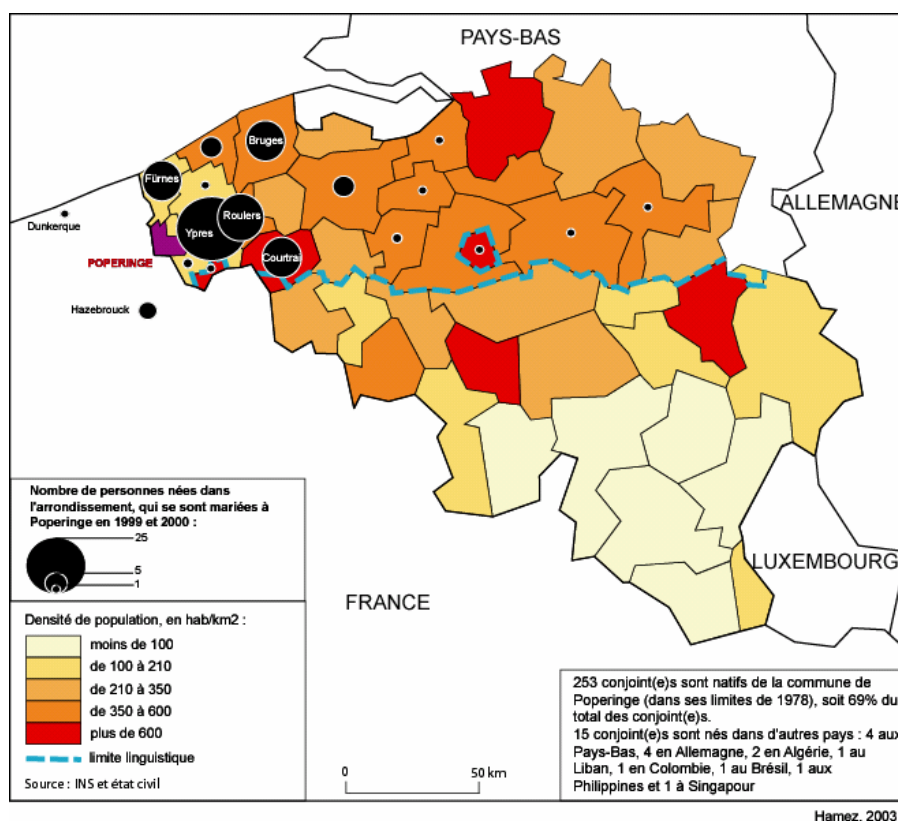 PAYS-BAS
Bruges
Fürnes
ALLEMAGNE
Roulers
Dunkerque
Ypres
POPERINGE
Courtrai
Hazebrouck
Nombre de personnes nées dans
l'arrondissement, qui se sont mariées à
Poperinge en 1999 et 2000 :
25
5
1
LUXEMBOURG
FRANCE
Densité de population, en hab/km2 :
moins de 100
de 100 à 210
de 210 à 350
de 350 à 600
plus de 600
limite linguistique
Source : INS et état civil
0 50 km
253 conjoint(e)s sont natifs de la commune de
Poperinge (dans ses limites de 1978), soit 69% du
total des conjoint(e)s.
15 conjoint(e)s sont nés dans d'autres pays : 4 aux
Pays-Bas, 4 en Allemagne, 2 en Algérie, 1 au
Liban, 1 en Colombie, 1 au Brésil, 1 aux
Philippines et 1 à Singapour
Hamez, 2003